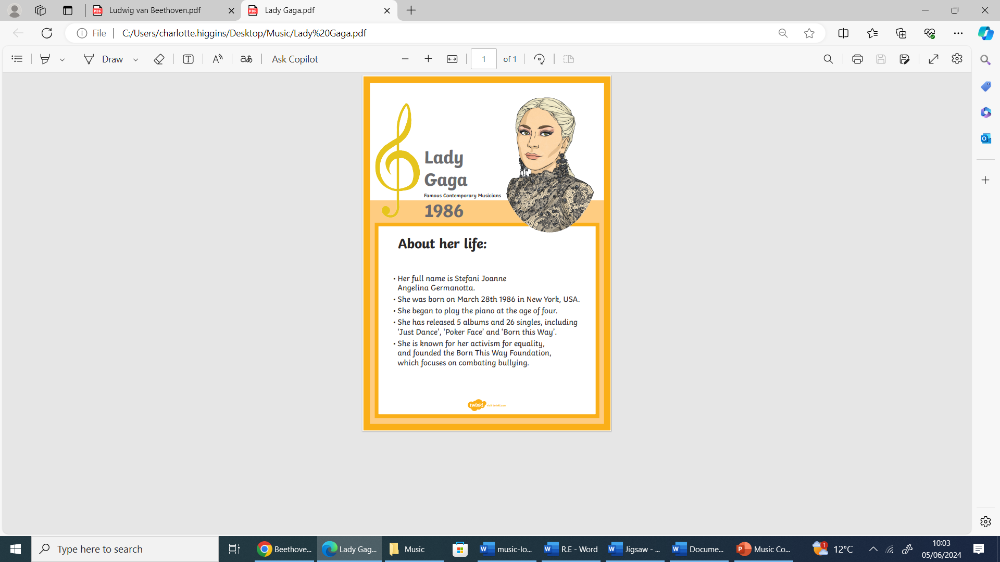 Ludwig van Beethoven.pdf
Lady Gaga.pdf
File
C:/Users/charlotte.higgins/Desktop/Music/Lady%20Gaga.pdf
Draw
aあ
Ask Copilot
1 of 1
Lady
Gaga
Famous Contemporary Musicians
1986
About her life:
• Her full name is Stefani Joanne
Angelina Germanotta.
• She was born on March 28th 1986 in New York, USA.
• She began to play the piano at the age of four.
• She has released 5 albums and 26 singles, including
‘Just Dance’, ‘Poker Face’ and ‘Born this Way’.
• She is known for her activism for equality,
and founded the Born This Way Foundation,
which focuses on combating bullying.
twinkl visit twinkl.com
Type here to search
Beethove...
Lady Gag...
Music
music-lo...
R.E - Word
Jigsaw - ...
Docume...
Music Co...
1
12°C
10:03
05/06/2024